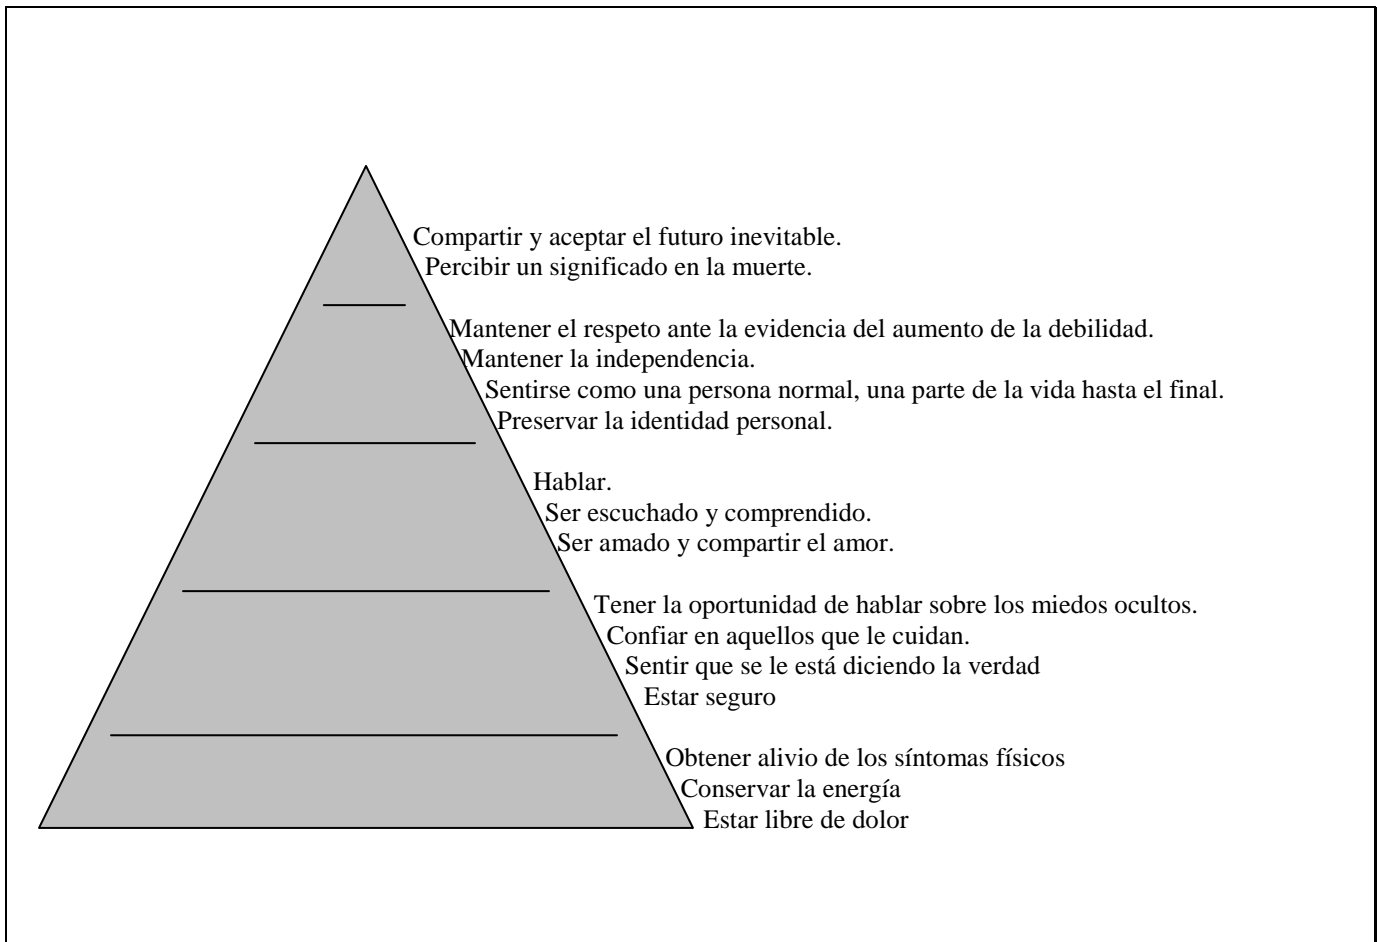 Compartir y aceptar el futuro inevitable.
Percibir un significado en la muerte.
Mantener el respeto ante la evidencia del aumento de la debilidad.
Mantener la independencia.
Sentirse como una persona normal, una parte de la vida hasta el final.
Preservar la identidad personal.
Hablar.
Ser escuchado y comprendido.
Ser amado y compartir el amor.
Tener la oportunidad de hablar sobre los miedos ocultos.
Confiar en aquellos que le cuidan.
Sentir que se le está diciendo la verdad
Estar seguro
Obtener alivio de los síntomas físicos
Conservar la energía
Estar libre de dolor